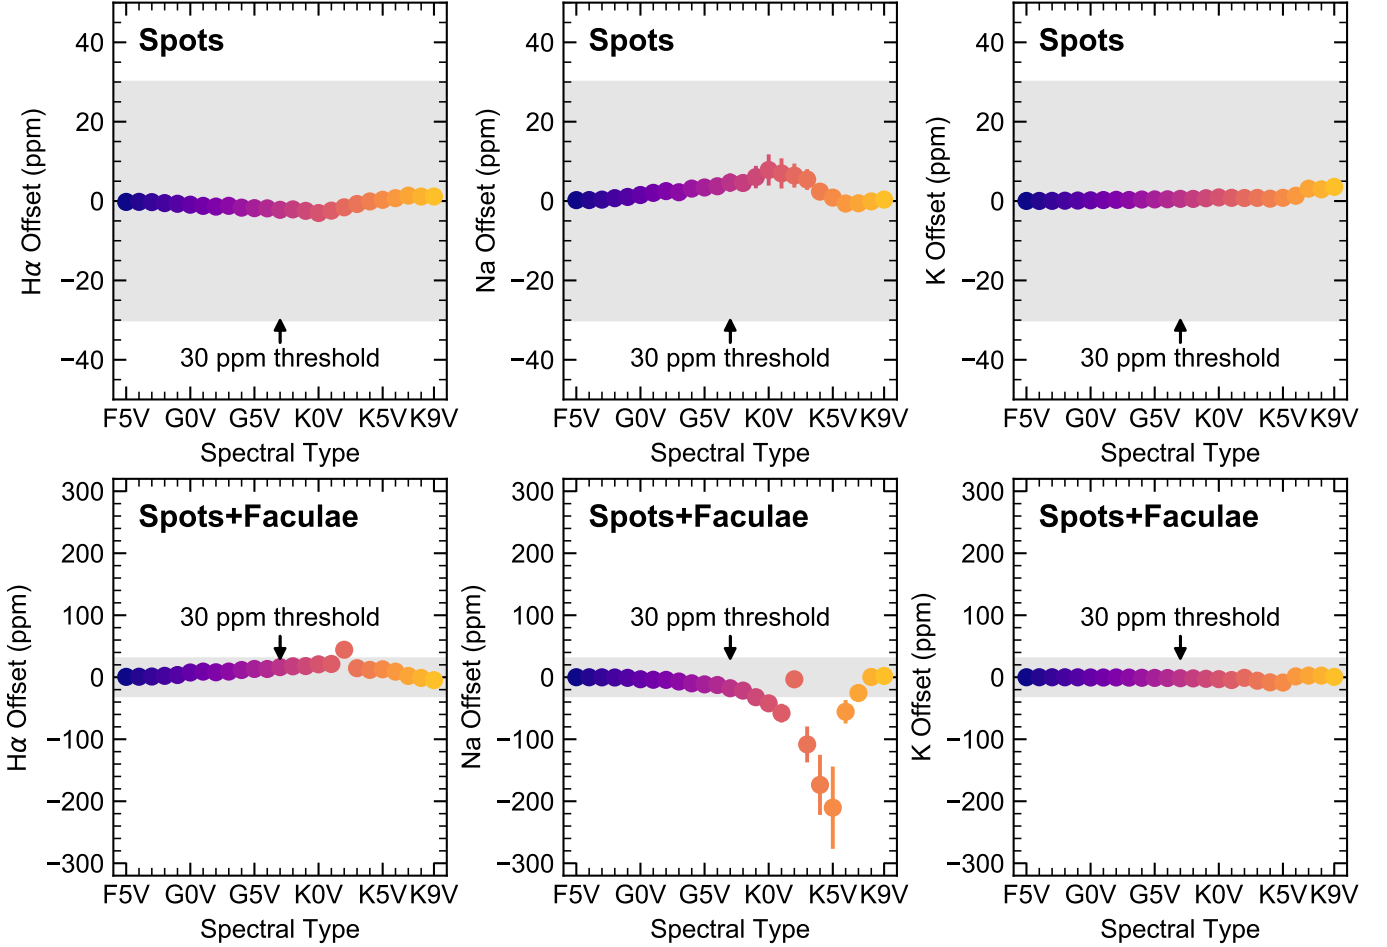 Spots
Hα Offset (ppm)
40
20
0
−20
−40
30 ppm threshold
F5V G0V G5V K0V K5V K9V
Spectral Type
Spots
Na Offset (ppm)
40
20
0
−20
−40
30 ppm threshold
F5V G0V G5V K0V K5V K9V
Spectral Type
Spots
K Offset (ppm)
40
20
0
−20
−40
30 ppm threshold
F5V G0V G5V K0V K5V K9V
Spectral Type
Spots+Faculae
Hα Offset (ppm)
300
200
100
0
−100
−200
−300
30 ppm threshold
F5V G0V G5V K0V K5V K9V
Spectral Type
Spots+Faculae
Na Offset (ppm)
300
200
100
0
−100
−200
−300
30 ppm threshold
F5V G0V G5V K0V K5V K9V
Spectral Type
Spots+Faculae
K Offset (ppm)
300
200
100
0
−100
−200
−300
30 ppm threshold
F5V G0V G5V K0V K5V K9V
Spectral Type